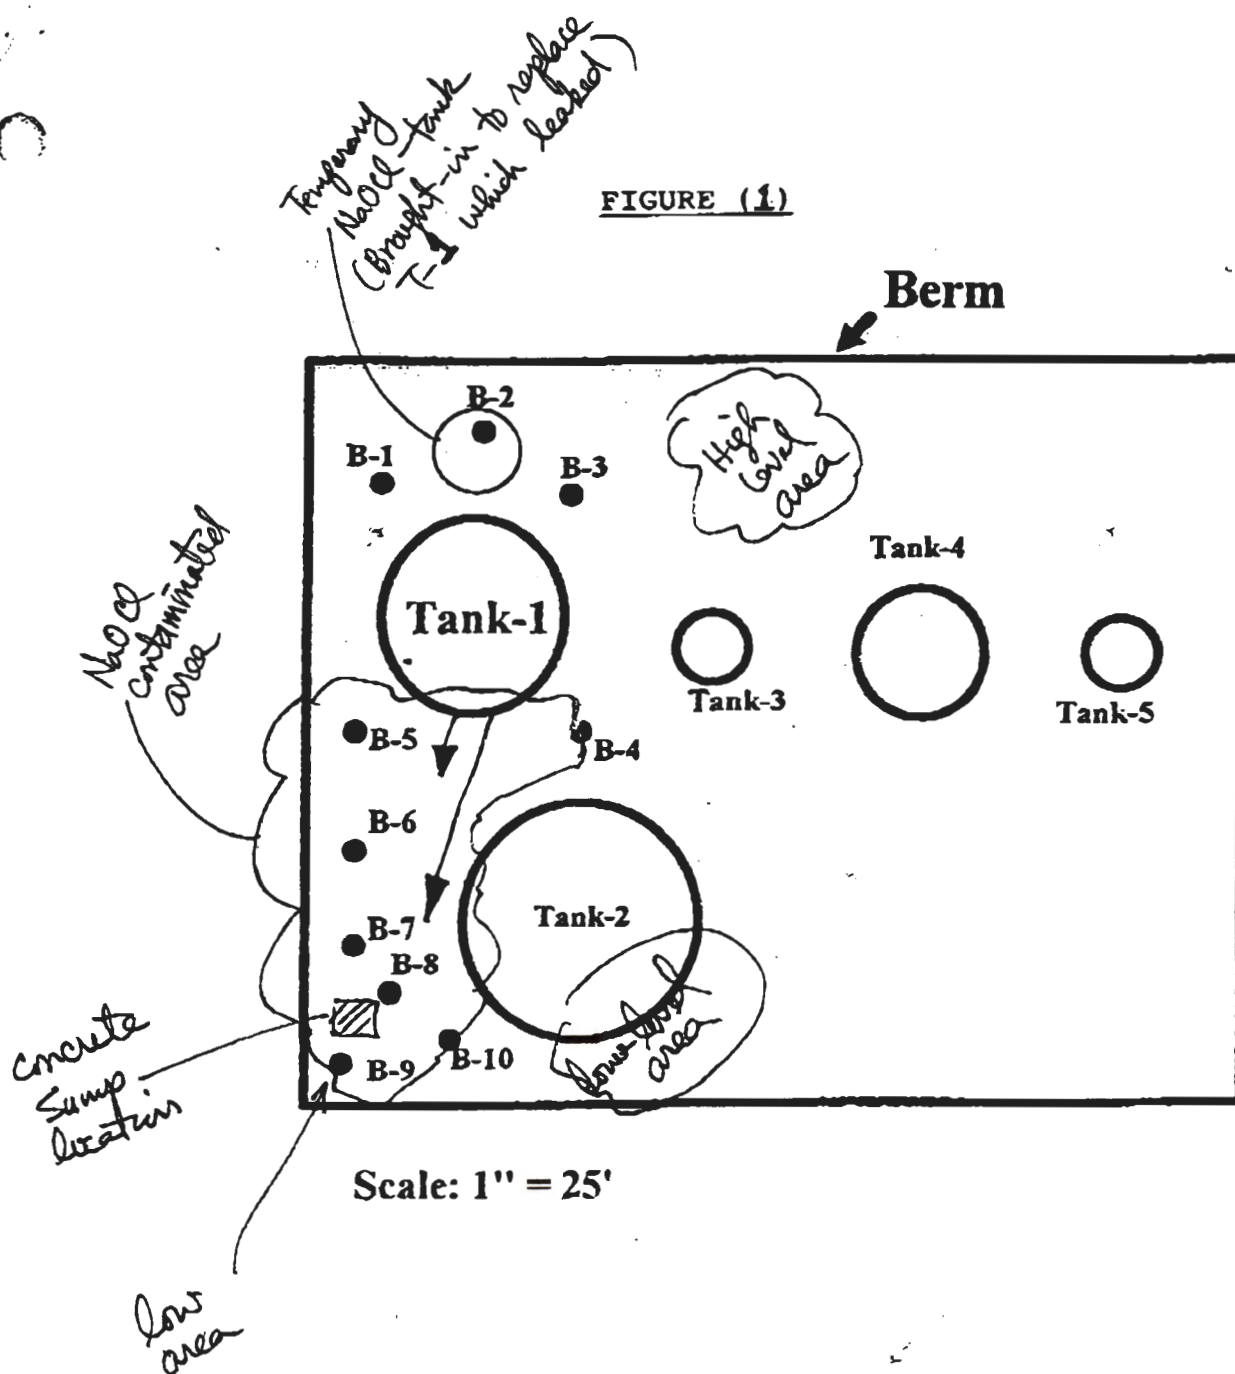 Temporary
NaOCl tank
(Brought-in to replace
T-1 which leaked)
FIGURE (1)
Berm
B-2
B-1
B-3
High
Level
area
Tank-4
Tank-1
Tank-3
Tank-5
NaOCl
contaminated
area
B-5
B-4
B-6
Tank-2
B-7
B-8
lower level
area
concrete
Sump
location
B-9
B-10
Scale: 1" = 25'
low
area